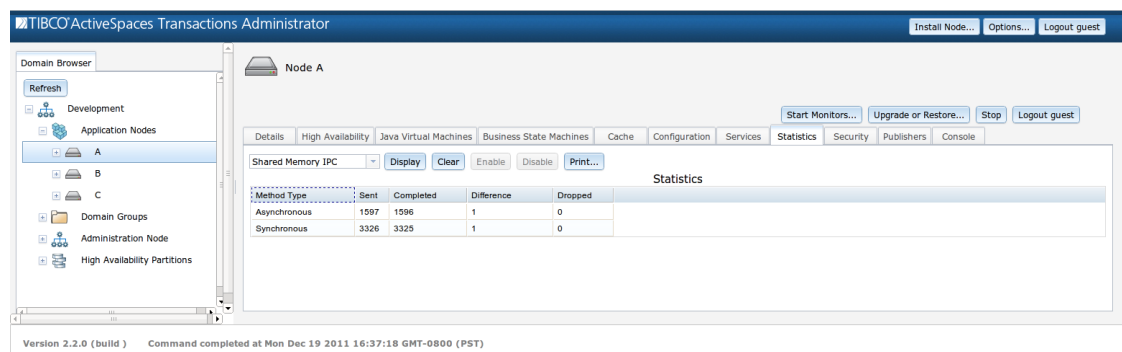 TIBCO® ActiveSpaces Transactions Administrator
Install Node... Options... Logout guest
Domain Browser
Refresh
Development
Application Nodes
A
B
C
Domain Groups
Administration Node
High Availability Partitions
Node A
Start Monitors... Upgrade or Restore... Stop Logout guest
Details High Availability Java Virtual Machines Business State Machines Cache Configuration Services Statistics Security Publishers Console
Shared Memory IPC Display Clear Enable Disable Print...
Statistics
Method Type Sent Completed Difference Dropped
Asynchronous 1597 1596 1 0
Synchronous 3326 3325 1 0
Version 2.2.0 (build ) Command completed at Mon Dec 19 2011 16:37:18 GMT-0800 (PST)